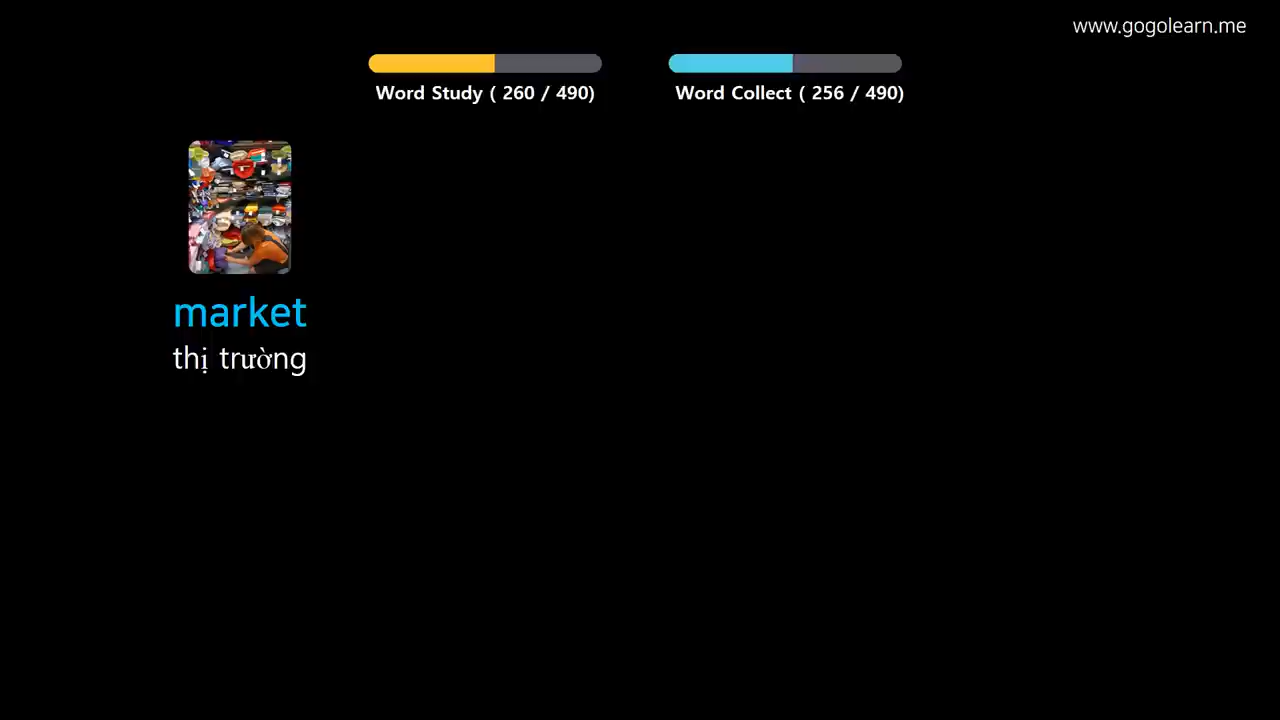 www.gogolearn.me
Word Study ( 260 / 490)
Word Collect ( 256 / 490)
market
thị trường